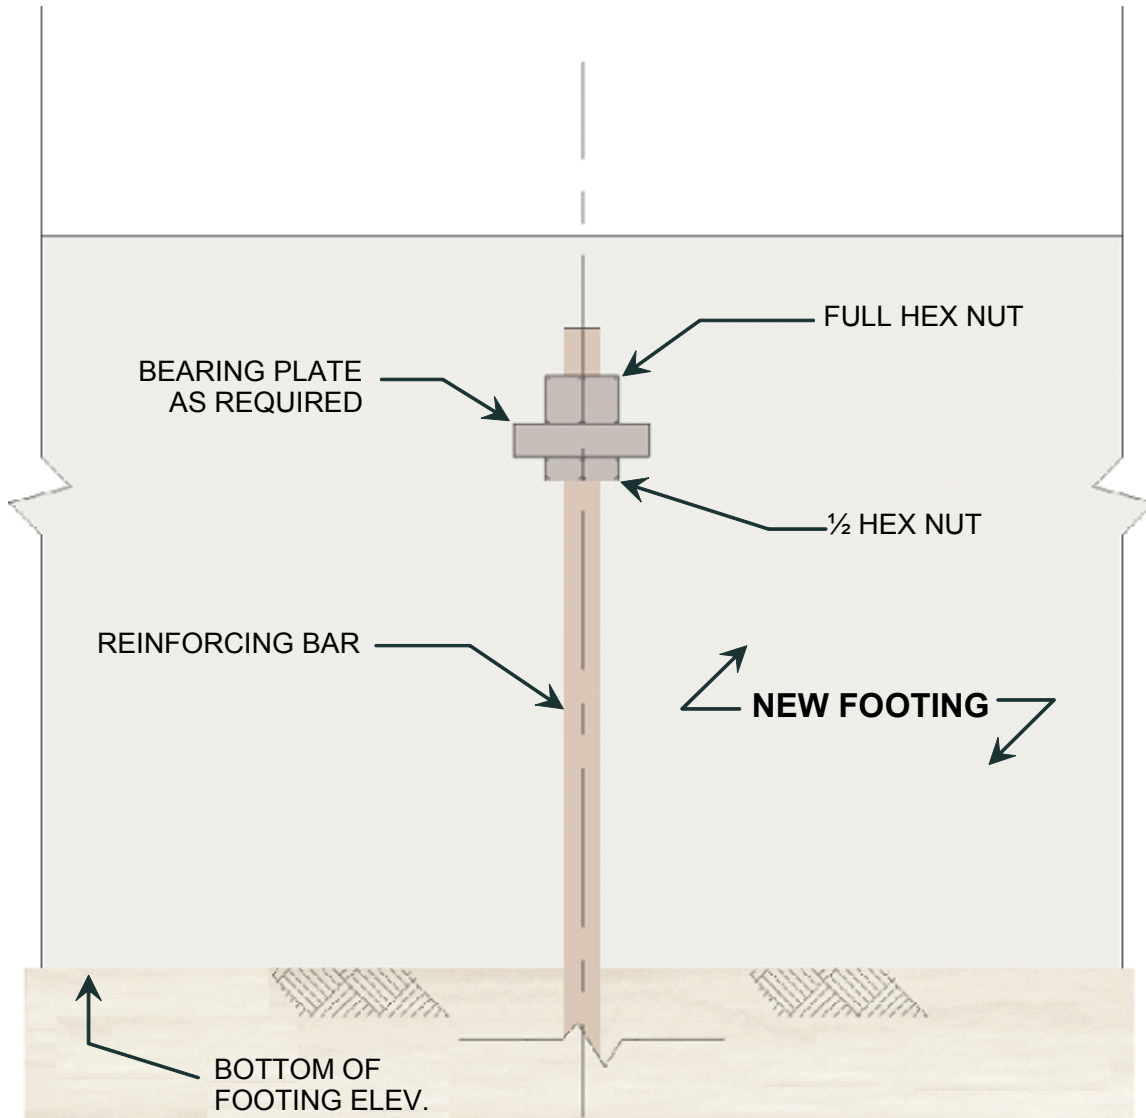 FULL HEX NUT
BEARING PLATE
AS REQUIRED
½ HEX NUT
REINFORCING BAR
NEW FOOTING
BOTTOM OF
FOOTING ELEV.